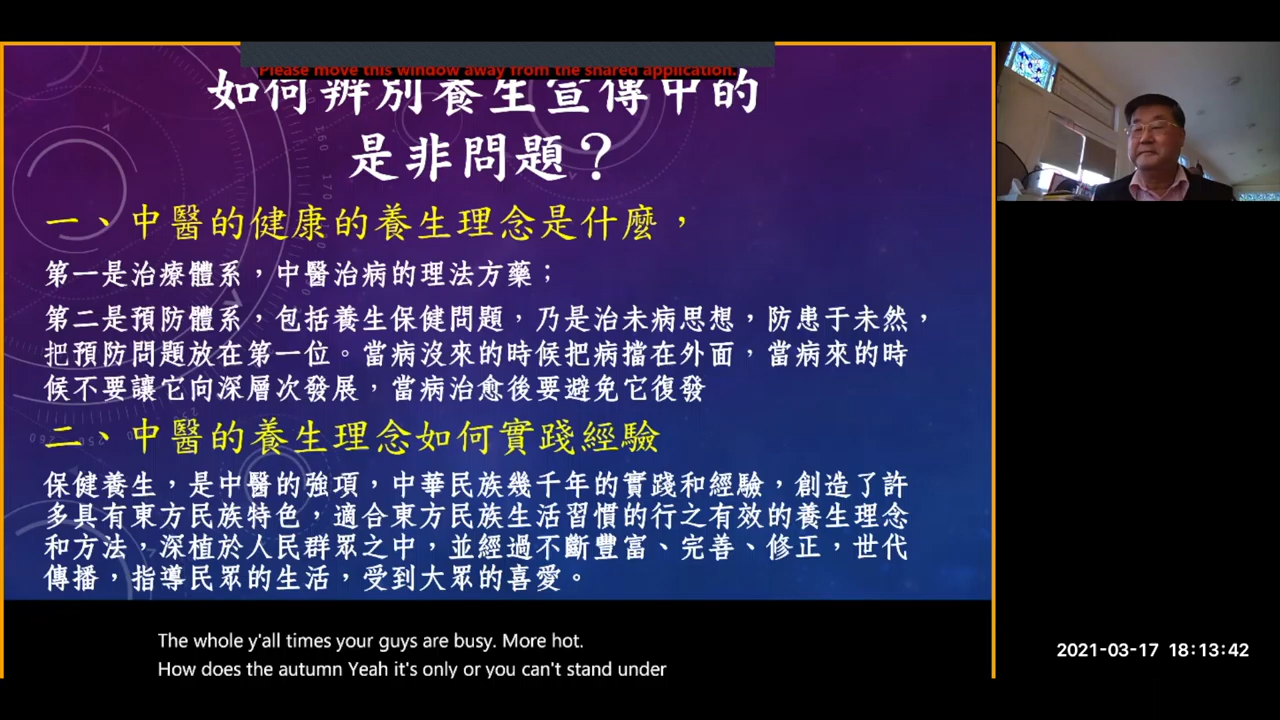 Please move this window away from the shared application.
如何辨別養生宣傳中的
是非問題？
一、中醫的健康的養生理念是什麼，
第一是治療體系，中醫治病的理法方藥；
第二是預防體系，包括養生保健問題，乃是治未病思想，防患于未然，
把預防問題放在第一位。當病沒來的時候把病擋在外面，當病來的時
候不要讓它向深層次發展，當病治愈後要避免它復發
二、中醫的養生理念如何實踐經驗
保健養生，是中醫的強項，中華民族幾千年的實踐和經驗，創造了許
多具有東方民族特色，適合東方民族生活習慣的行之有效的養生理念
和方法，深植於人民群眾之中，並經過不斷豐富、完善、修正，世代
傳播，指導民眾的生活，受到大眾的喜愛。
The whole y'all times your guys are busy. More hot.
How does the autumn Yeah it's only or you can't stand under
2021-03-17 18:13:42